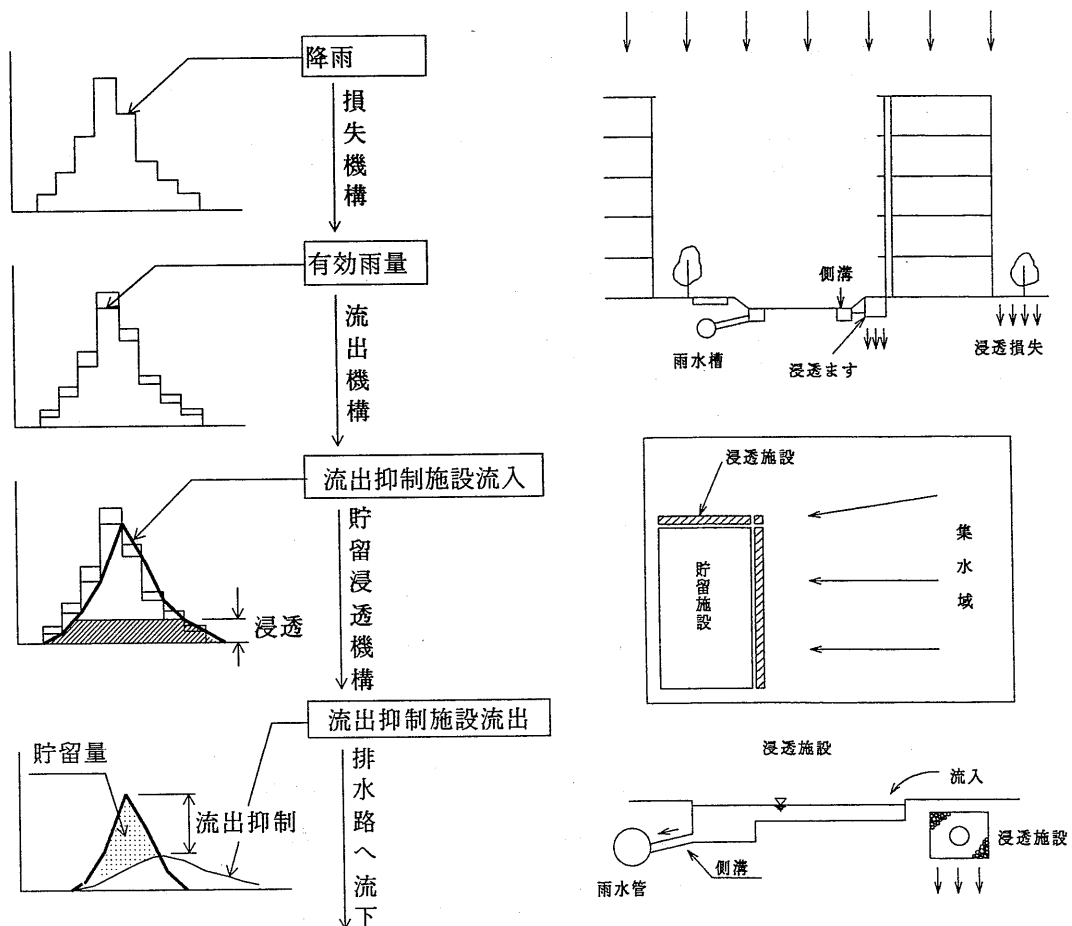 降雨
損失機構
有効雨量
流出機構
流出抑制施設流入
貯留浸透機構
浸透
流出抑制施設流出
貯留量
流出抑制
排水路へ流下
側溝
雨水槽
浸透ます
浸透損失
浸透施設
貯留施設
集水域
浸透施設
流入
浸透施設
側溝
雨水管